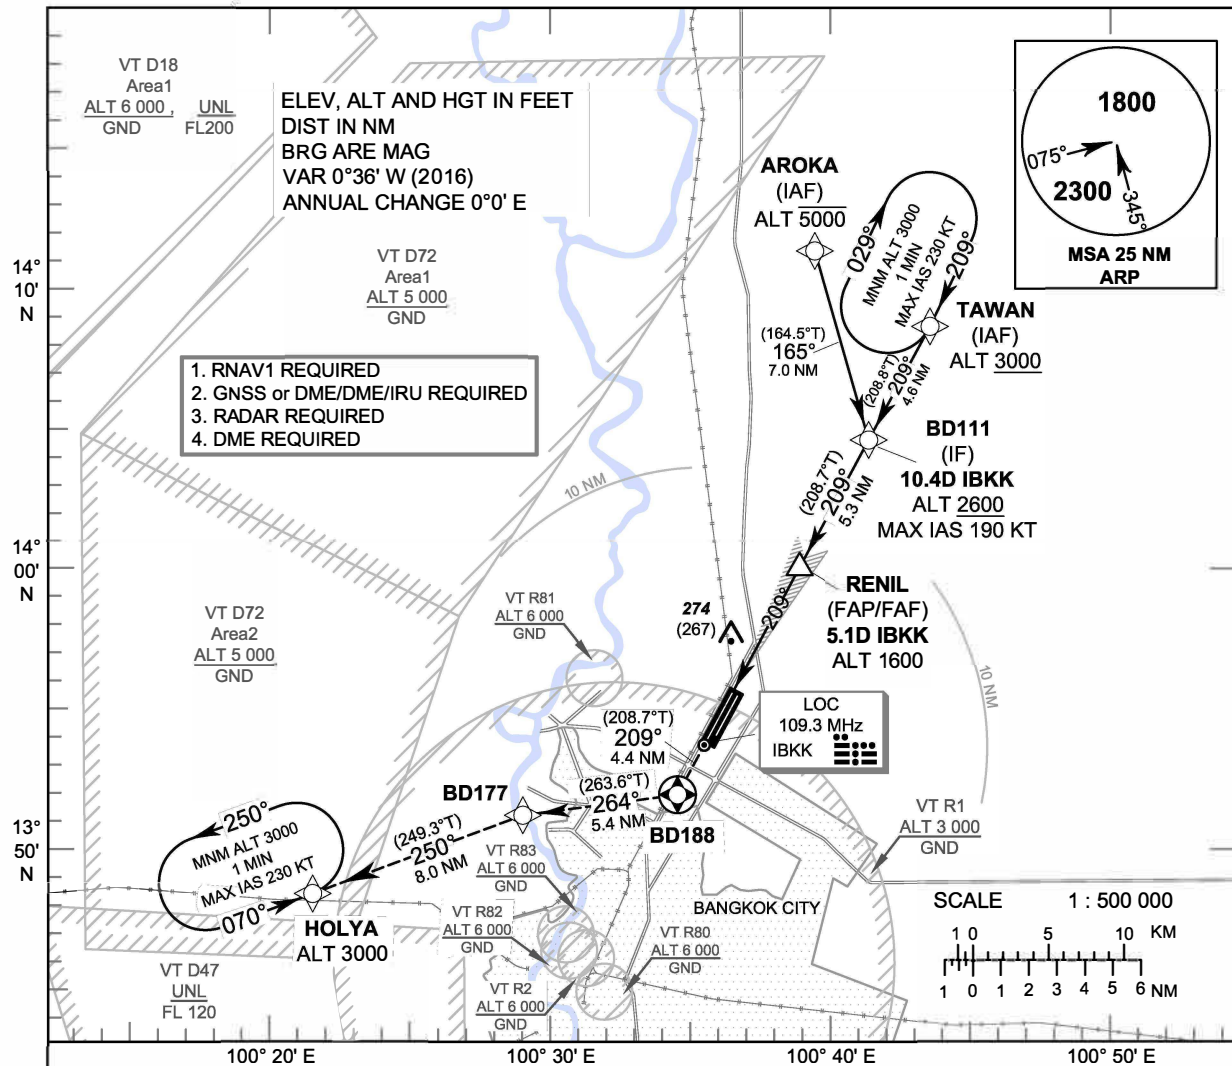 VT D18
Area1
ALT 6 000 , UNL
GND FL200
ELEV, ALT AND HGT IN FEET
DIST IN NM
BRG ARE MAG
VAR 0°36' W (2016)
ANNUAL CHANGE 0°0' E
1800
075°
2300
345°
MSA 25 NM
ARP
AROKA
(IAF)
ALT 5000
029°
MNM ALT 3000
1 MIN
MAX IAS 230 KT
209°
TAWAN
(IAF)
ALT 3000
VT D72
Area1
ALT 5 000
GND
14°
10'
N
(164.5°T)
165°
7.0 NM
(208.8°T)
209°
4.6 NM
1. RNAV1 REQUIRED
2. GNSS or DME/DME/IRU REQUIRED
3. RADAR REQUIRED
4. DME REQUIRED
BD111
(IF)
10.4D IBKK
ALT 2600
MAX IAS 190 KT
(208.7°T)
209°
5.3 NM
10 NM
14°
00'
N
RENIL
(FAP/FAF)
5.1D IBKK
ALT 1600
209°
274
(267)
VT R81
ALT 6 000
GND
VT D72
Area2
ALT 5 000
GND
10 NM
LOC
109.3 MHz
IBKK
(208.7°T)
209°
4.4 NM
(263.6°T)
264°
5.4 NM
BD177
BD188
(249.3°T)
250°
8.0 NM
250°
MNM ALT 3000
1 MIN
MAX IAS 230 KT
070°
HOLYA
ALT 3000
13°
50'
N
VT R1
ALT 3 000
GND
VT R83
ALT 6 000
GND
VT R82
ALT 6 000
GND
BANGKOK CITY
VT R80
ALT 6 000
GND
VT R2
ALT 6 000
GND
VT D47
UNL
FL 120
SCALE 1 : 500 000
1 0 5 10 KM
1 0 1 2 3 4 5 6 NM
100° 20' E 100° 30' E 100° 40' E 100° 50' E